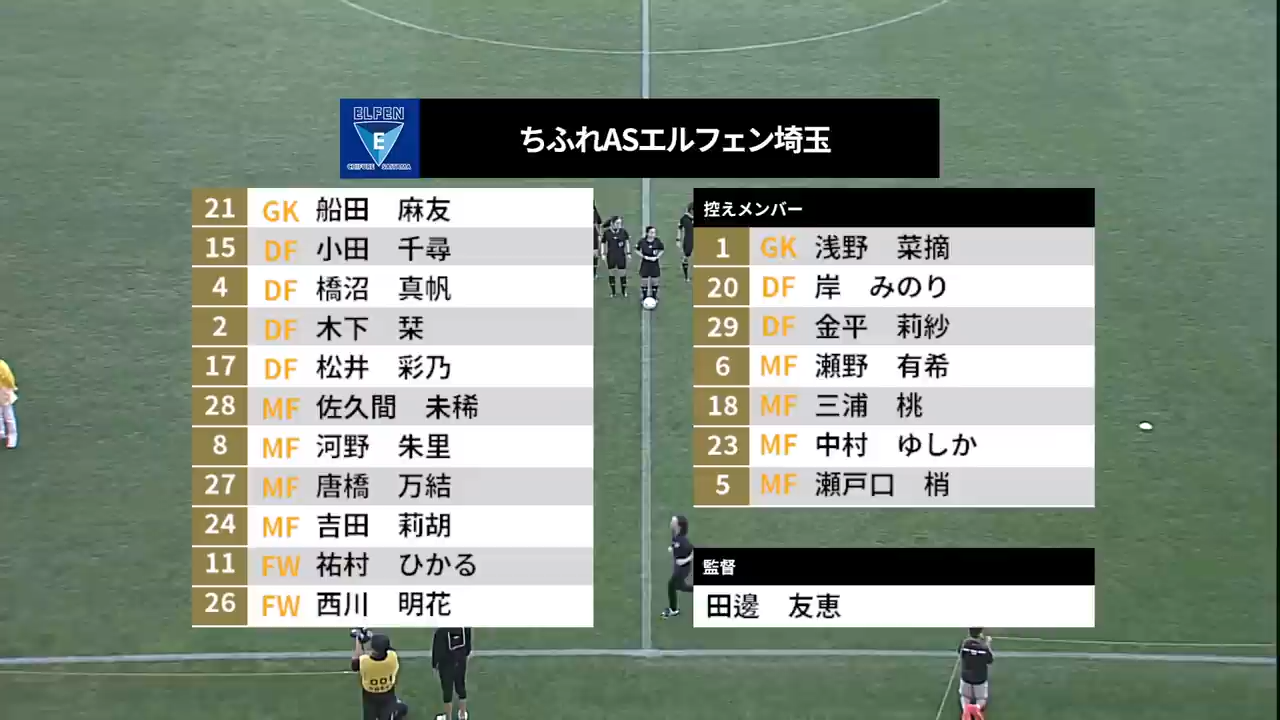 ELFEN
E
CHIFURE SAITAMA
ちふれASエルフェン埼玉
21 GK 船田 麻友
15 DF 小田 千尋
4 DF 橋沼 真帆
2 DF 木下 栞
17 DF 松井 彩乃
28 MF 佐久間 未稀
8 MF 河野 朱里
27 MF 唐橋 万結
24 MF 吉田 莉胡
11 FW 祐村 ひかる
26 FW 西川 明花
控えメンバー
1 GK 浅野 菜摘
20 DF 岸 みのり
29 DF 金平 莉紗
6 MF 瀬野 有希
18 MF 三浦 桃
23 MF 中村 ゆしか
5 MF 瀬戸口 梢
監督
田邊 友恵
001